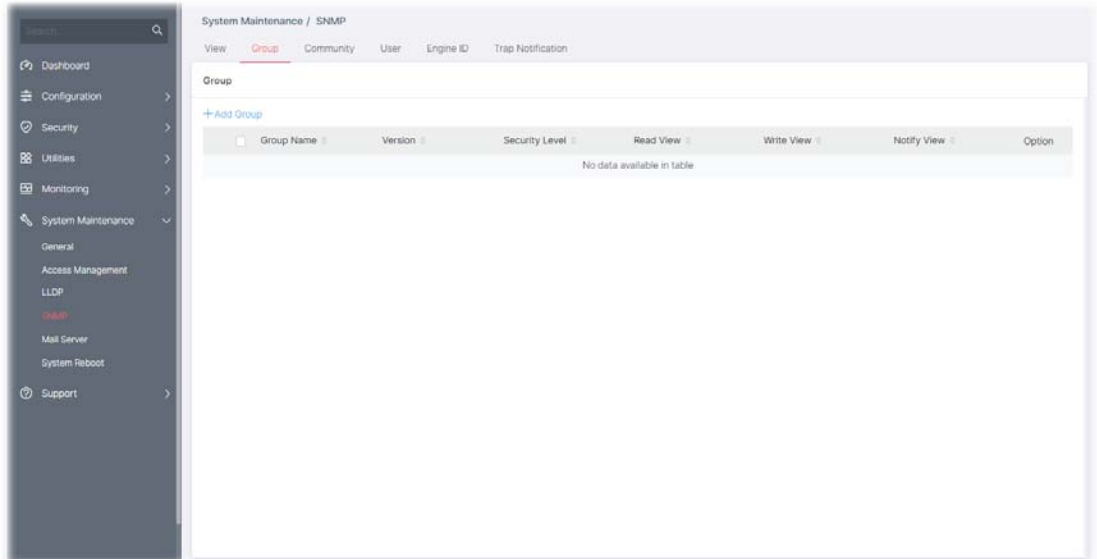 Search...
Dashboard
Configuration
Security
Utilities
Monitoring
System Maintenance
General
Access Management
LLDP
SNMP
Mail Server
System Reboot
Support
System Maintenance / SNMP
View Group Community User Engine ID Trap Notification
Group
+Add Group
Group Name Version Security Level Read View Write View Notify View Option
No data available in table